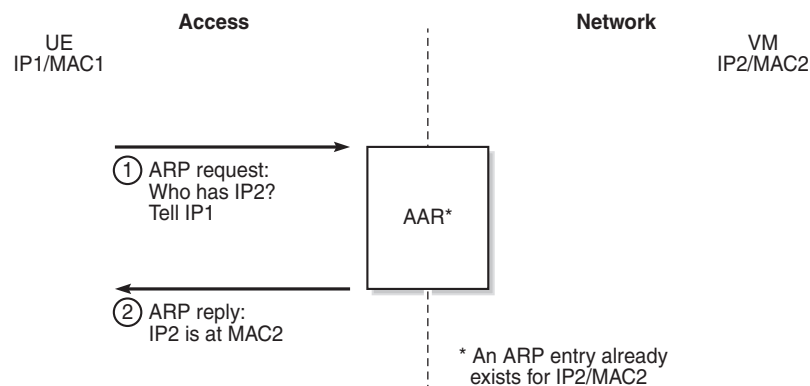 Access
Network
UE
IP1/MAC1
VM
IP2/MAC2
1 ARP request:
Who has IP2?
Tell IP1
AAR*
2 ARP reply:
IP2 is at MAC2
* An ARP entry already
exists for IP2/MAC2